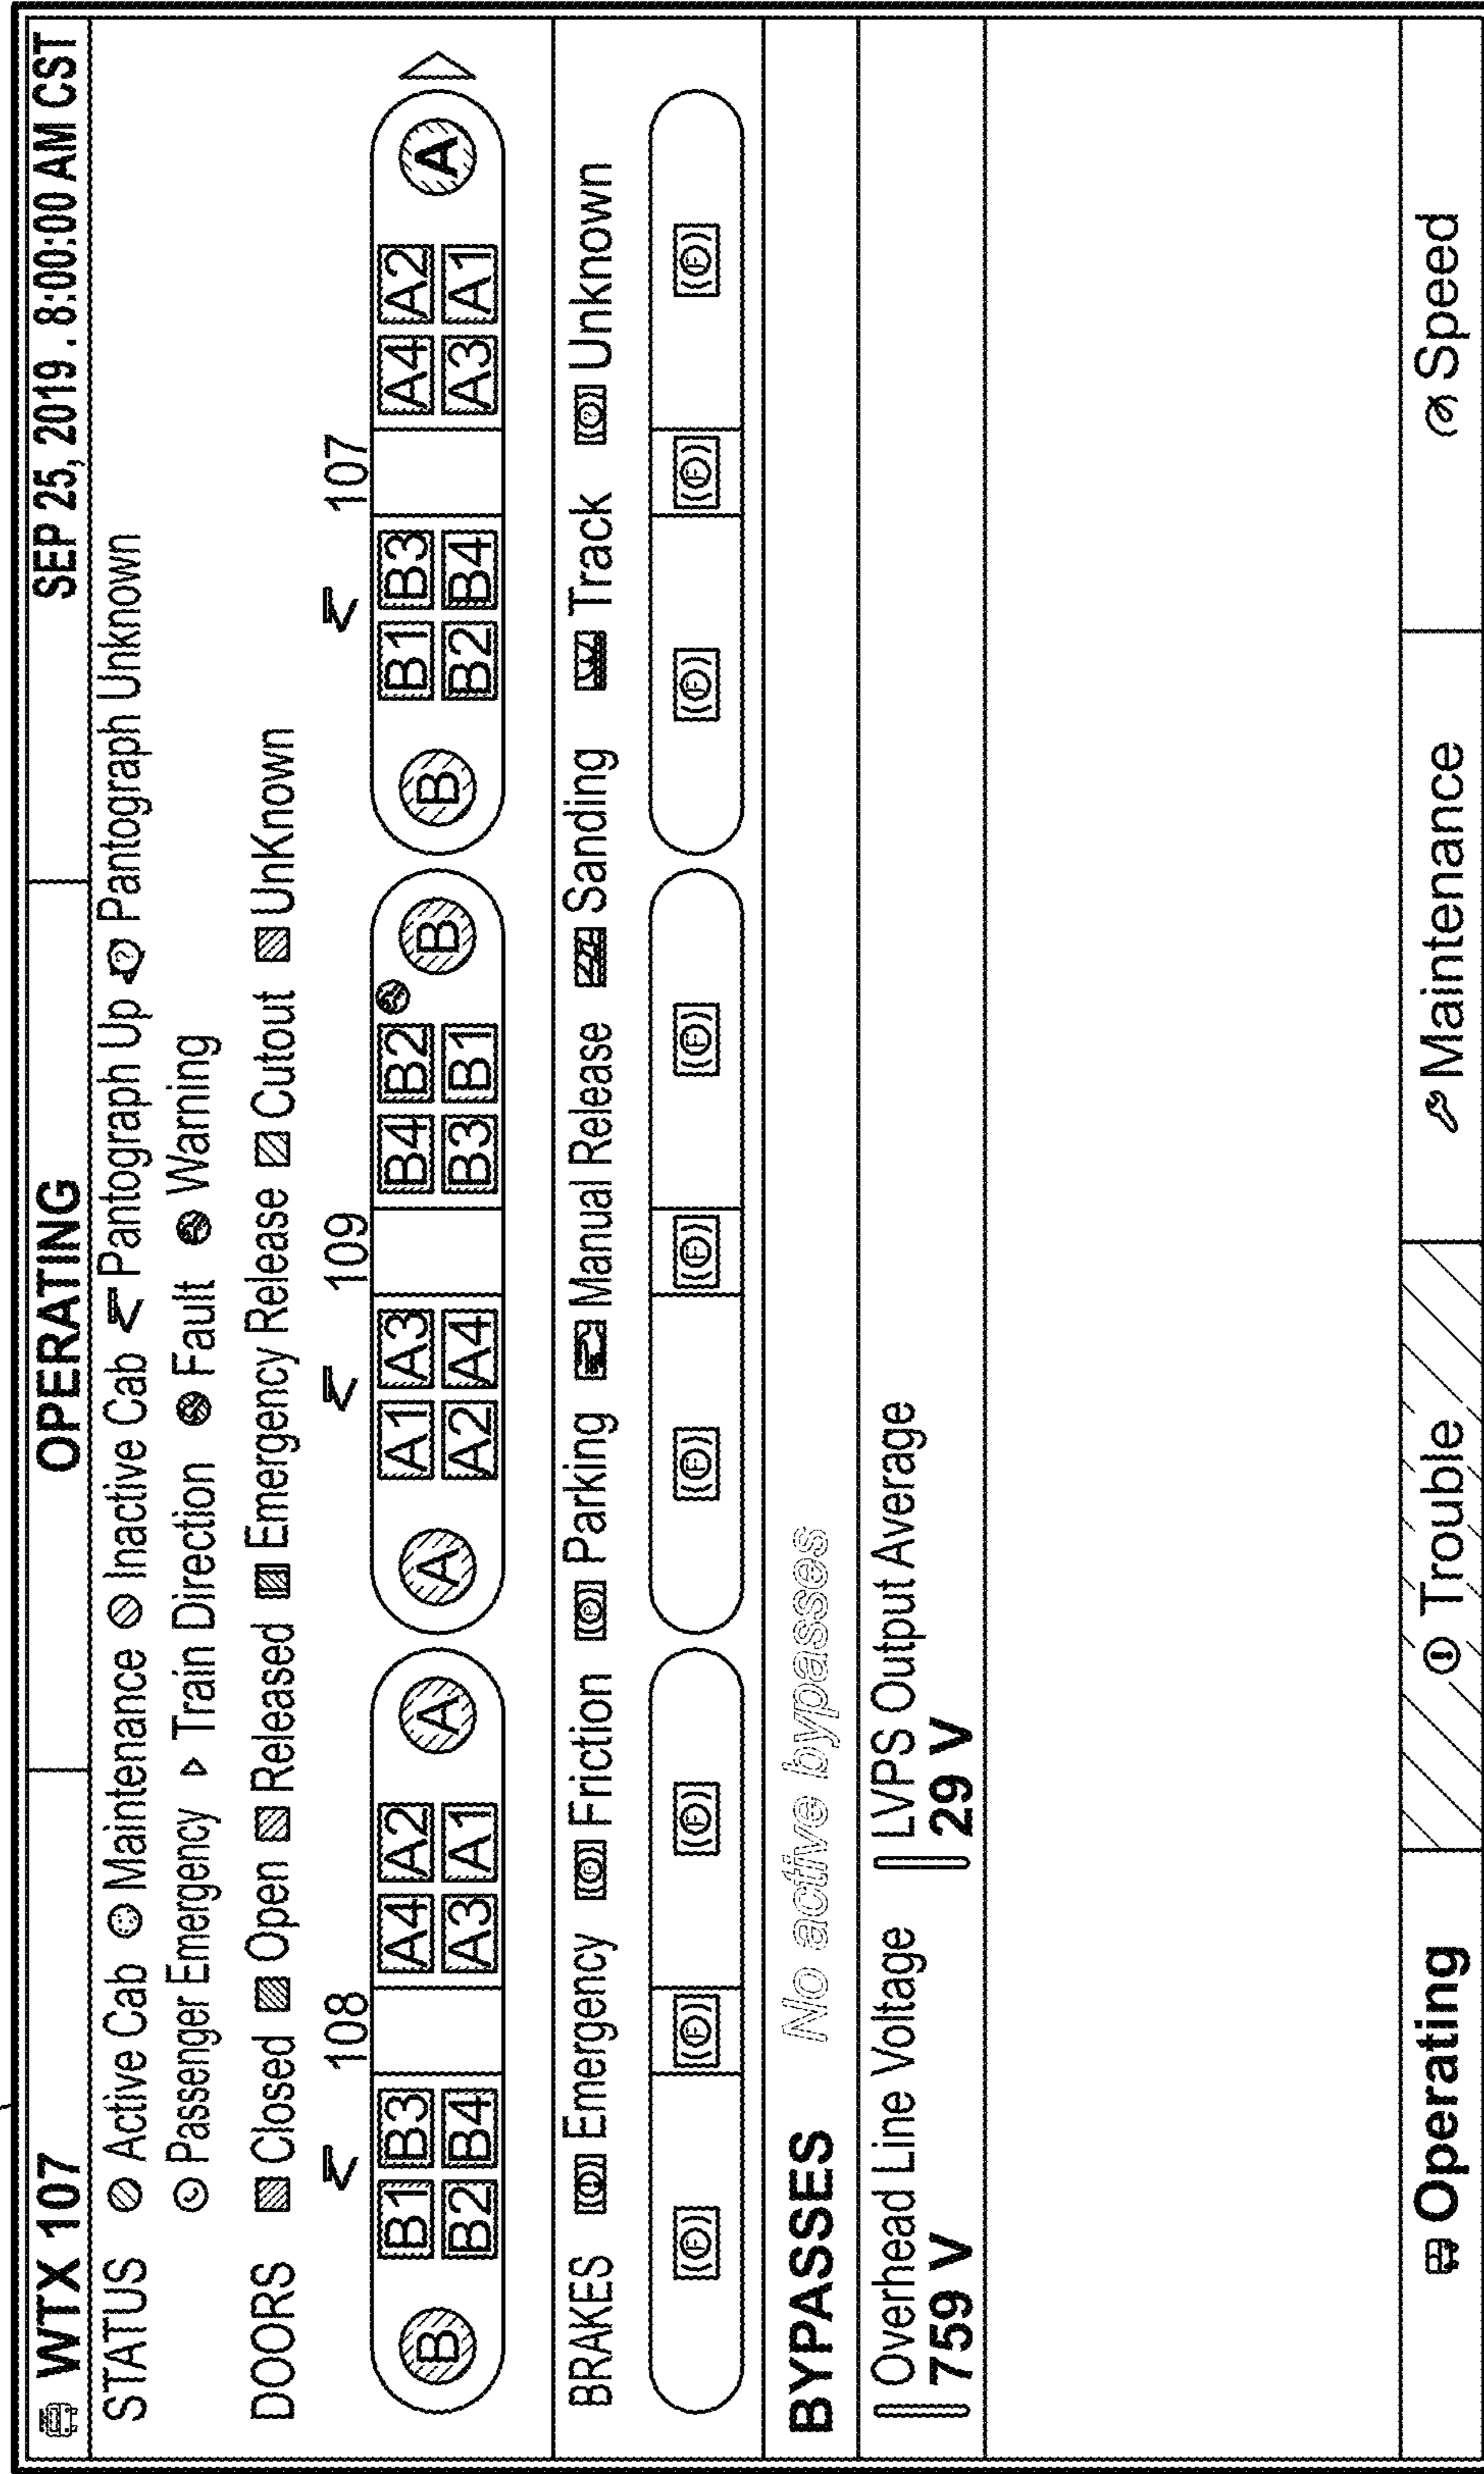 WTX 107 OPERATING SEP 25, 2019 . 8:00:00 AM CST
STATUS Active Cab Maintenance Inactive Cab Pantograph Up Pantograph Unknown
Passenger Emergency Train Direction Fault Warning
DOORS Closed Open Released Emergency Release Cutout UnKnown
108 109 107
B B1 B3 A4 A2 A A A1 A3 B4 B2 B B B1 B3 A4 A2 A
B2 B4 A3 A1 A2 A4 B3 B1 B2 B4 A3 A1
BRAKES Emergency Friction Parking Manual Release Sanding Track Unknown
(F) (F) (F) (F) (F) (F) (F) (F) (F)
BYPASSES No active bypasses
Overhead Line Voltage LVPS Output Average
759 V 29 V
Operating Trouble Maintenance Speed